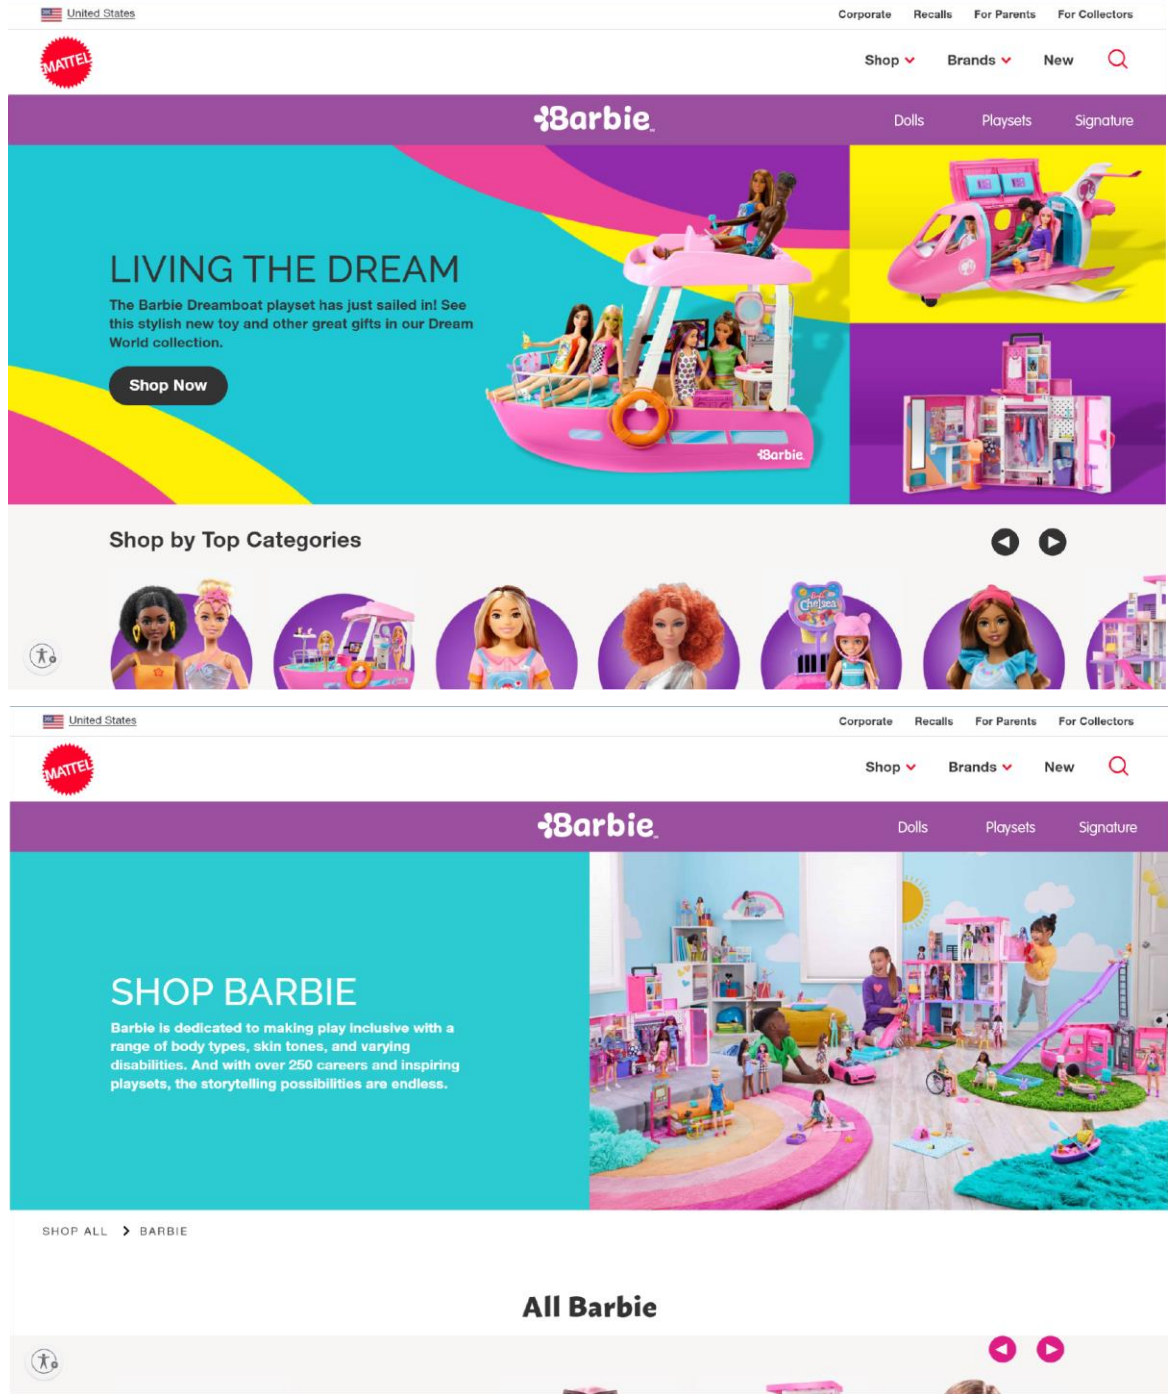 United States
Corporate Recalls For Parents For Collectors
MATTEL
Shop Brands New
Barbie
Dolls Playsets Signature
LIVING THE DREAM
The Barbie Dreamboat playset has just sailed in! See
this stylish new toy and other great gifts in our Dream
World collection.
Shop Now
Barbie
Shop by Top Categories
Chelsea
United States
Corporate Recalls For Parents For Collectors
MATTEL
Shop Brands New
Barbie
Dolls Playsets Signature
SHOP BARBIE
Barbie is dedicated to making play inclusive with a
range of body types, skin tones, and varying
disabilities. And with over 250 careers and inspiring
playsets, the storytelling possibilities are endless.
SHOP ALL > BARBIE
All Barbie